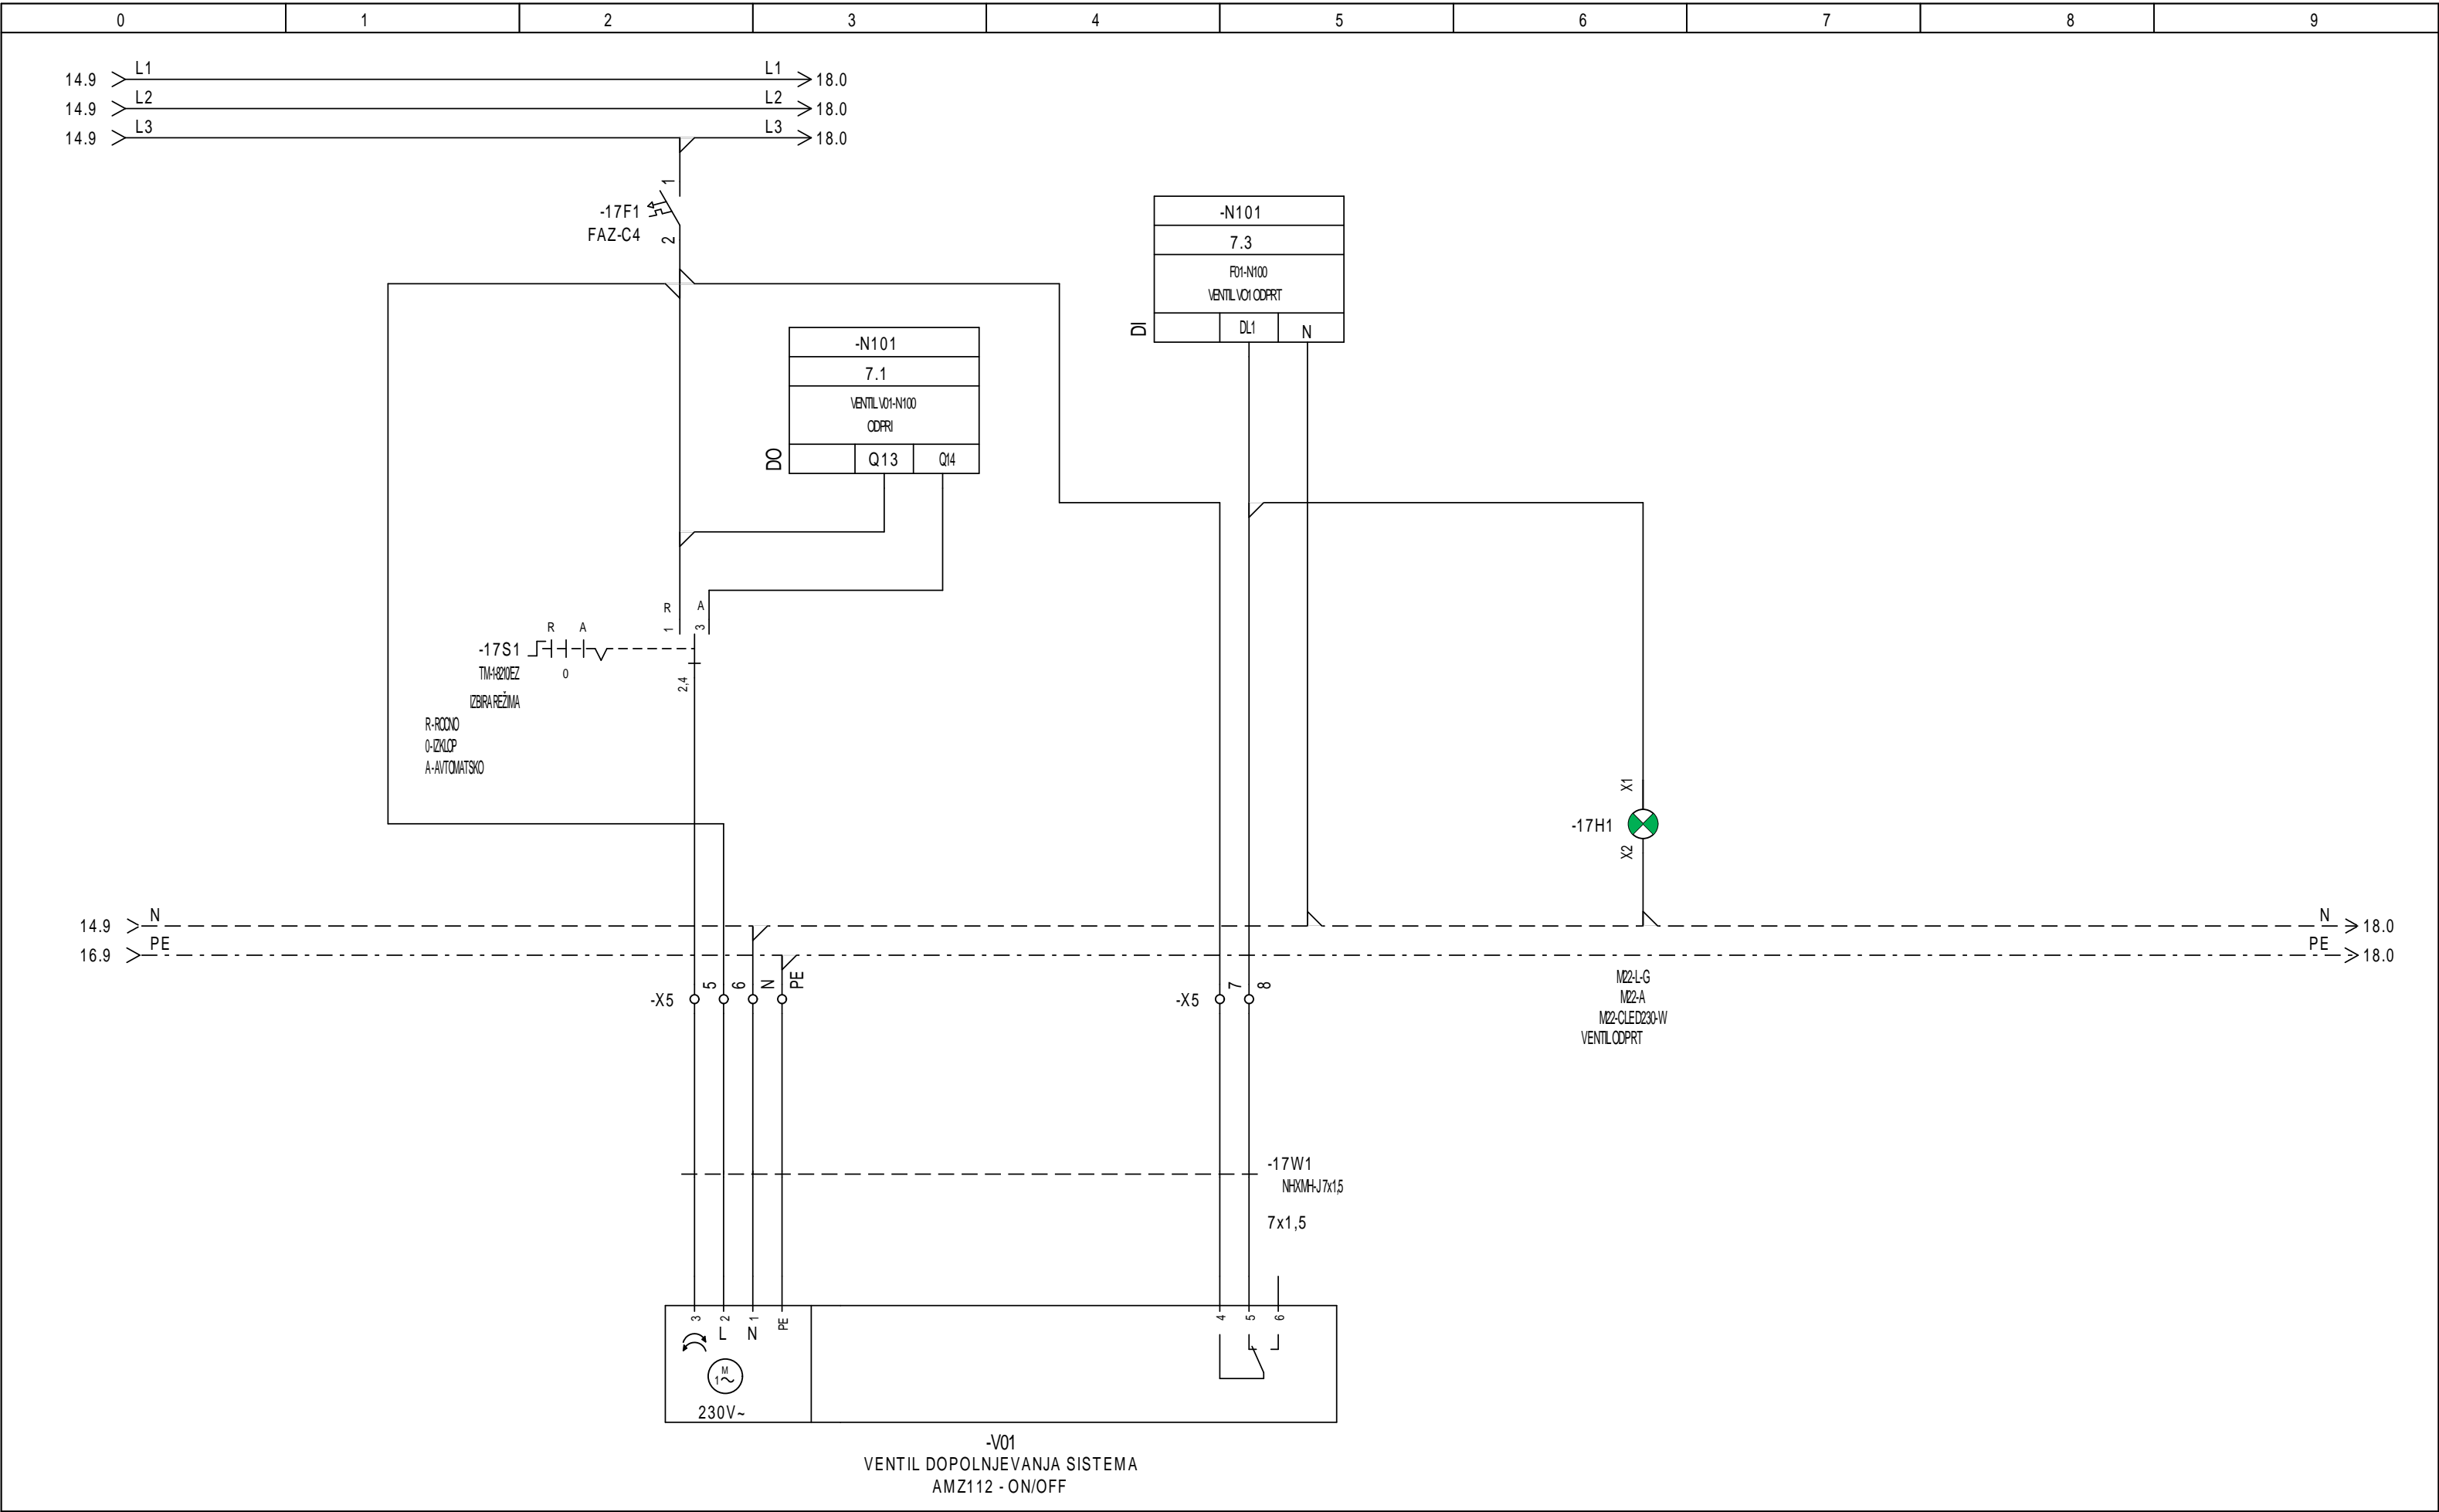 0 1 2 3 4 5 6 7 8 9
14.9 L1 L1 18.0
14.9 L2 L2 18.0
14.9 L3 L3 18.0
1
-17F1
FAZ-C4
2
-N101
7.3
F01-N100
VENTIL VO1 ODPRT
DI DL1 N
-N101
7.1
VENTIL V01-N100
ODPRI
DO Q13 Q14
R A
1 3
R A
-17S1
TM-1-8210/EZ
0
2,4
IZBIRA REŽIMA
R - ROCNO
0 - IZKLOP
A - AVTOMATSKO
X1
-17H1
X2
14.9 N N 18.0
16.9 PE PE 18.0
-X5 5 6 N PE
-X5 7 8
M22-L-G
M22-A
M22-CLED230-W
VENTIL ODPRT
-17W1
NHXMH-J 7x1,5
7x1,5
3 2 1 PE
L N
4 5 6
M
1
230V~
-V01
VENTIL DOPOLNJEVANJA SISTEMA
AMZ112 - ON/OFF